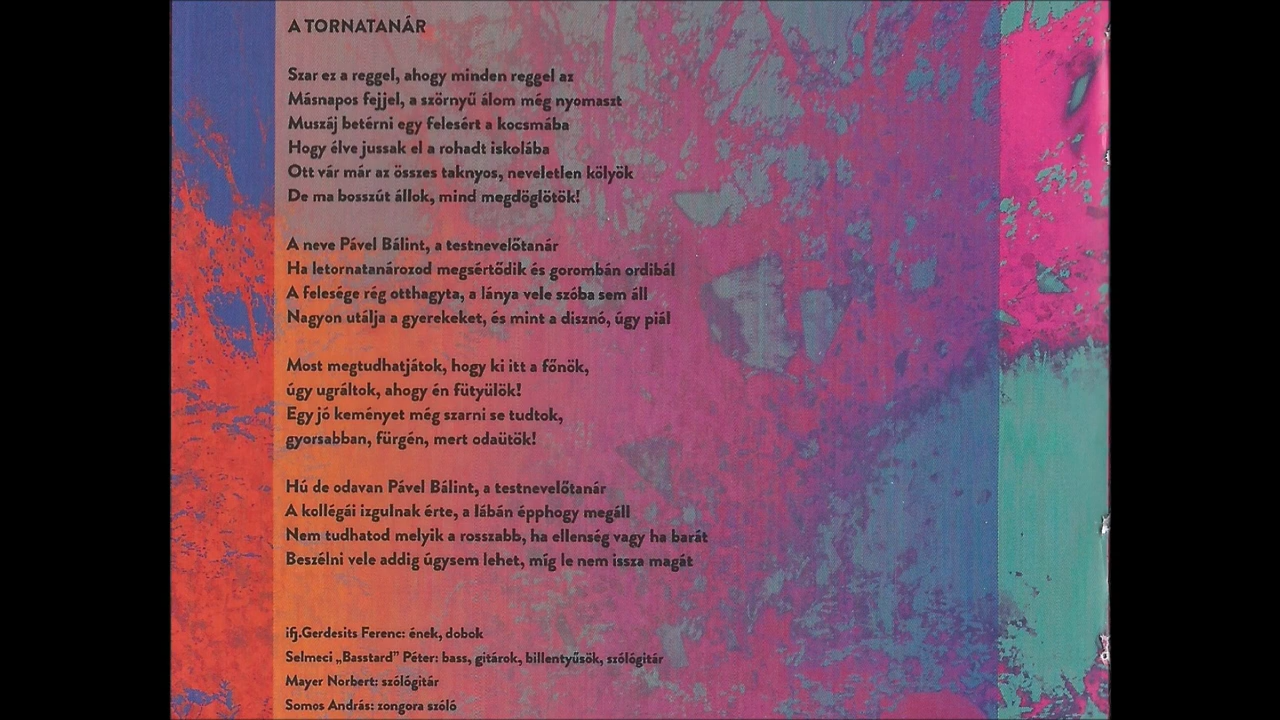 A TORNATANÁR
Szar ez a reggel, ahogy minden reggel az
Másnapos fejjel, a szörnyű álom még nyomaszt
Muszáj betérni egy felesért a kocsmába
Hogy élve jussak el a rohadt iskolába
Ott vár már az összes taknyos, neveletlen kölyök
De ma bosszút állok, mind megdöglötök!
A neve Pável Bálint, a testnevelőtanár
Ha letornatanározod megsértődik és gorombán ordibál
A felesége rég otthagyta, a lánya vele szóba sem áll
Nagyon utálja a gyerekeket, és mint a disznó, úgy piál
Most megtudhatjátok, hogy ki itt a főnök,
úgy ugráltok, ahogy én fütyülök!
Egy jó keményet még szarni se tudtok,
gyorsabban, fürgén, mert odaütök!
Hú de odavan Pável Bálint, a testnevelőtanár
A kollégái izgulnak érte, a lábán épphogy megáll
Nem tudhatod melyik a rosszabb, ha ellenség vagy ha barát
Beszélni vele addig úgysem lehet, míg le nem issza magát
ifj.Gerdesits Ferenc: ének, dobok
Selmeci „Basstard” Péter: bass, gitárok, billentyűsök, szólógitár
Mayer Norbert: szólógitár
Somos András: zongora szóló